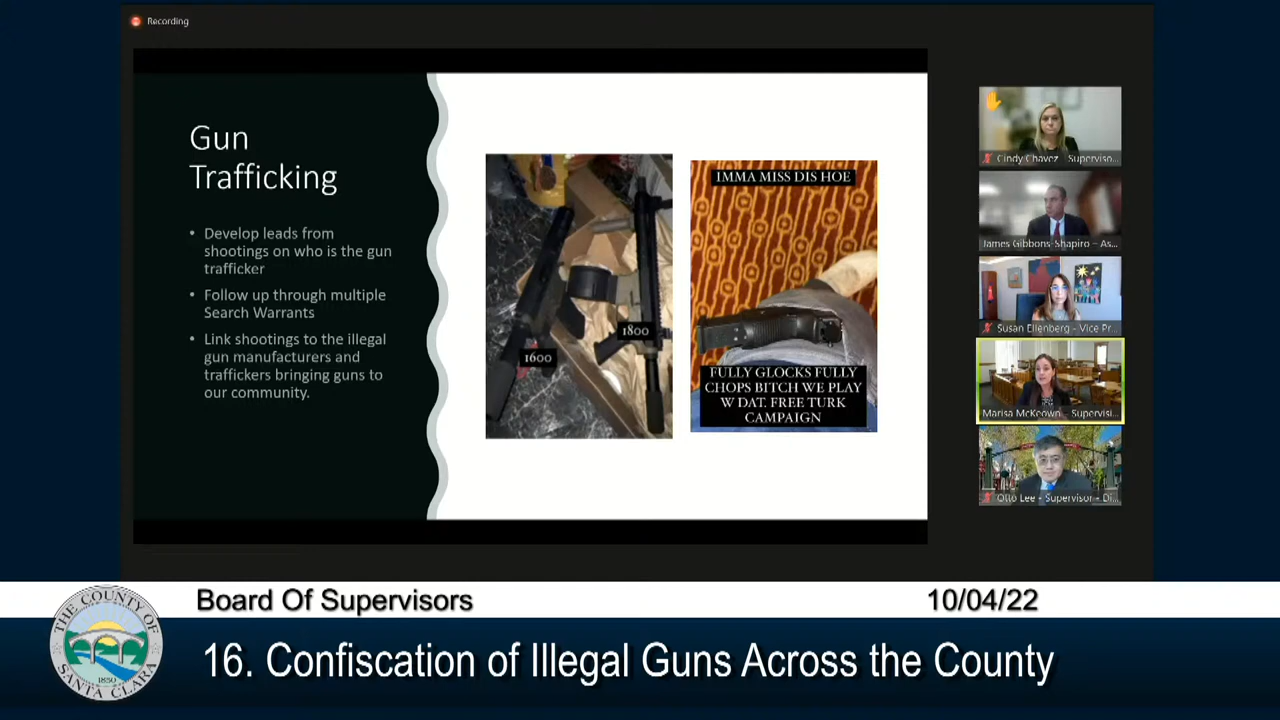 Recording
Gun
Trafficking
• Develop leads from
shootings on who is the gun
trafficker
• Follow up through multiple
Search Warrants
• Link shootings to the illegal
gun manufacturers and
traffickers bringing guns to
our community.
1600
1800
IMMA MISS DIS HOE
FULLY GLOCKS FULLY
CHOPS BITCH WE PLAY
W DAT. FREE TURK
CAMPAIGN
Cindy Chavez - Superviso...
James Gibbons-Shapiro – As...
Susan Ellenberg - Vice Pr...
Marisa McKeown – Supervisi...
Otto Lee - Supervisor - Di...
Board Of Supervisors
10/04/22
THE COUNTY OF
SANTA CLARA
1850
16. Confiscation of Illegal Guns Across the County